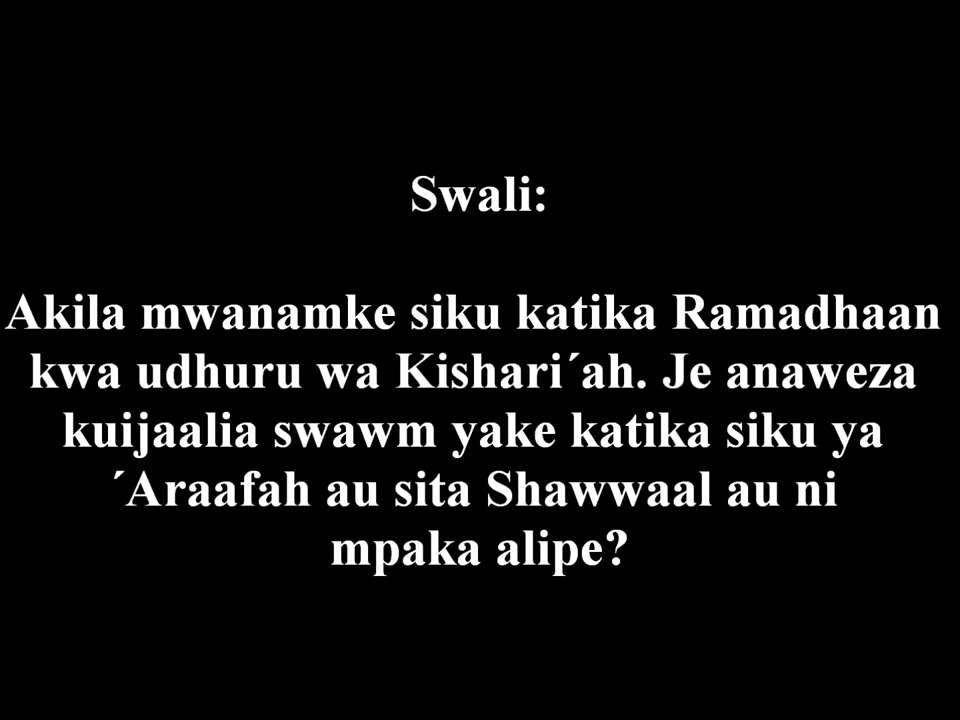 Swali:
Akila mwanamke siku katika Ramadhaan
kwa udhuru wa Kishari´ah. Je anaweza
kuijaalia swawm yake katika siku ya
´Araafah au sita Shawwaal au ni
mpaka alipe?